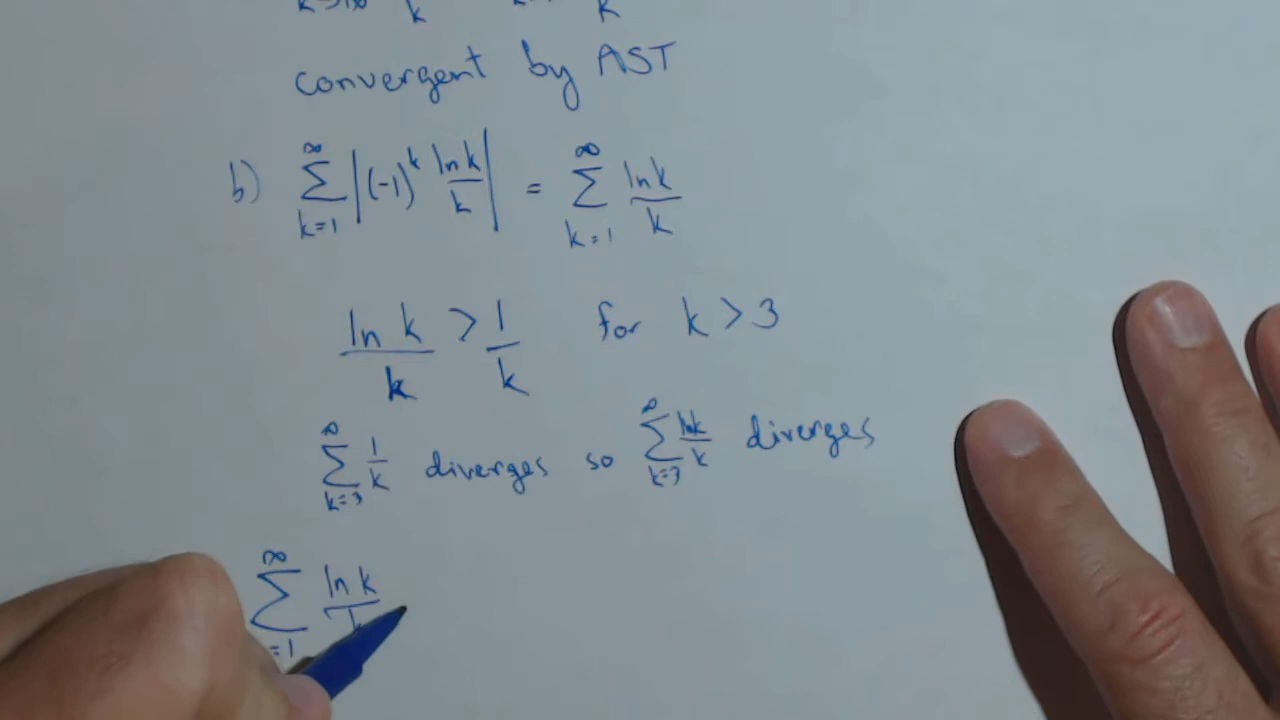 k→∞ k k
convergent by AST
b) ∞∑k=1 |(-1)^k ln k/k| = ∞∑k=1 ln k/k
ln k/k > 1/k for k > 3
∞∑k=3 1/k diverges so ∞∑k=3 ln k/k diverges
∞∑=1 ln k